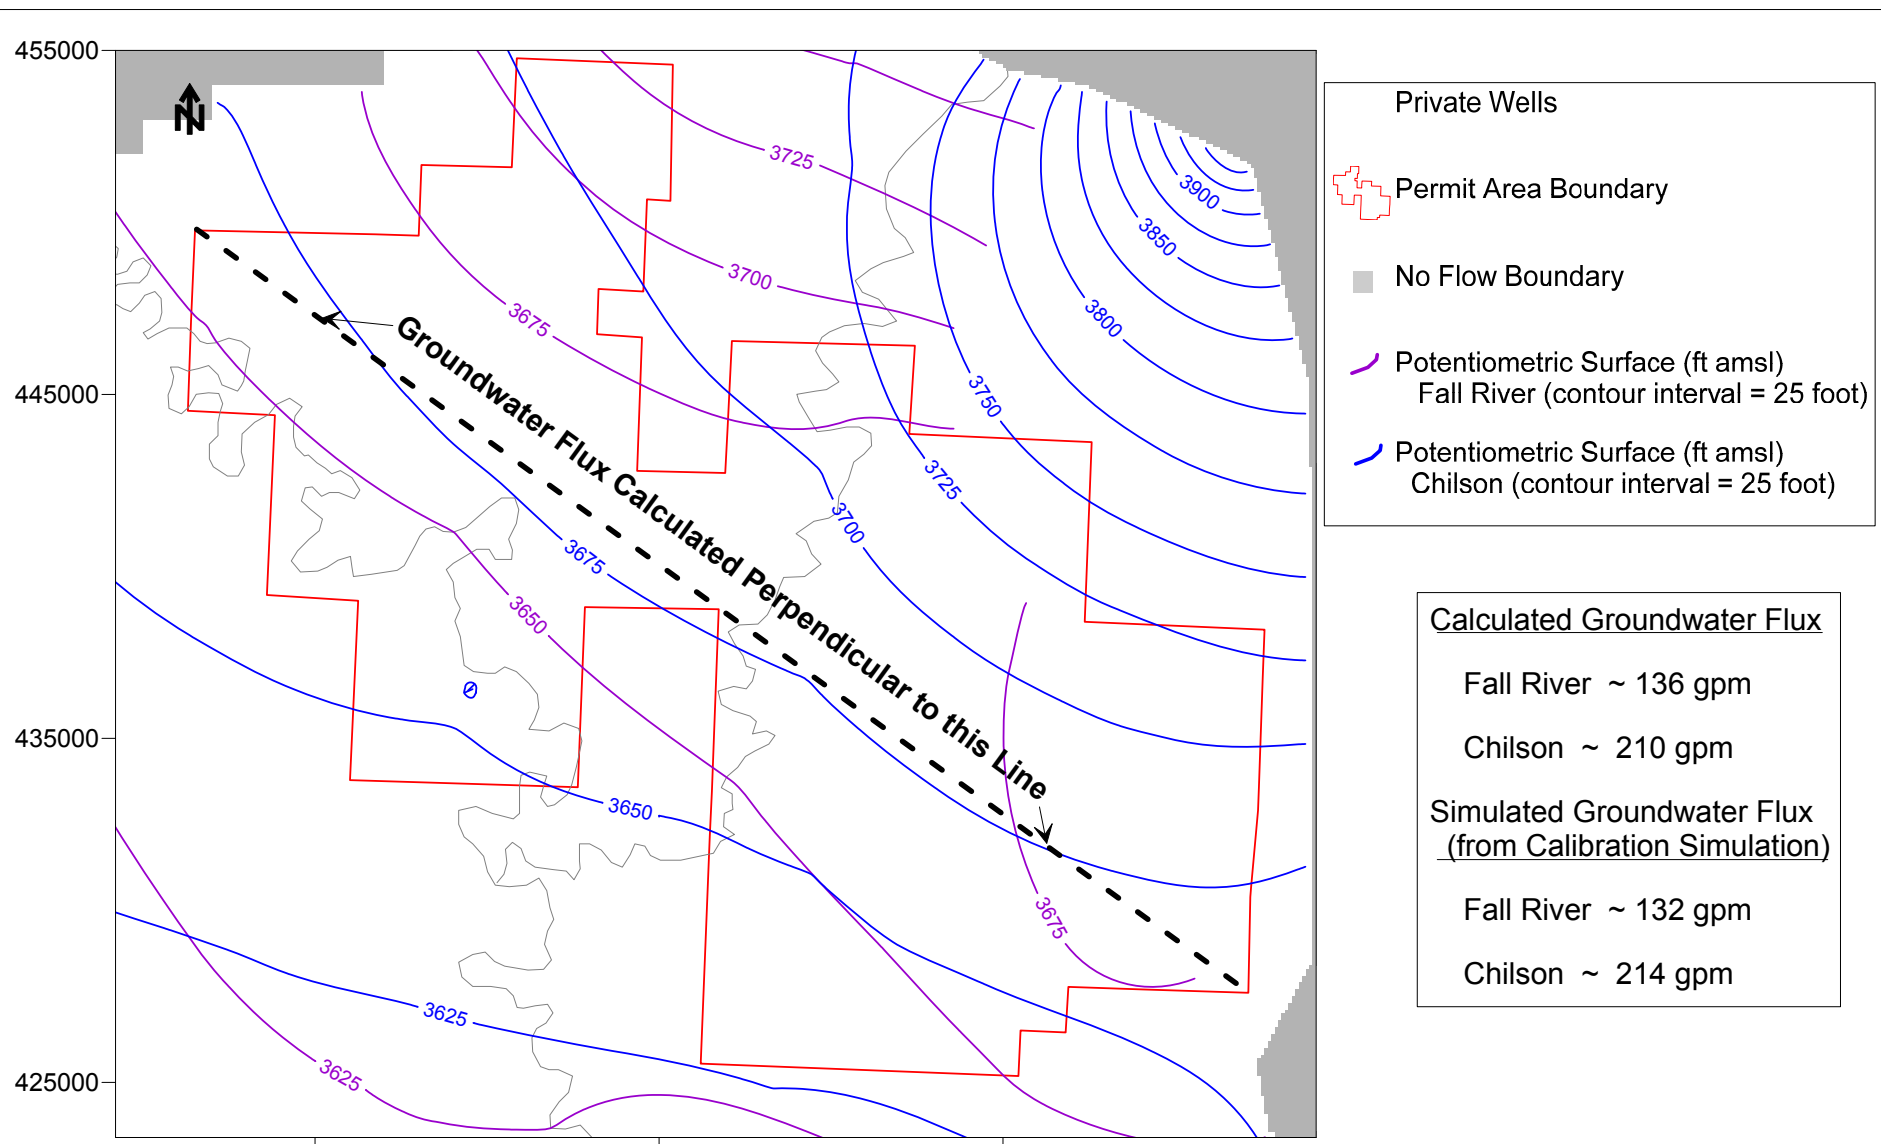 455000
445000
435000
425000
N
3725
3700
3675
3900
3850
3800
3750
3725
3700
Groundwater Flux Calculated Perpendicular to this Line
3675
3650
3650
3675
3625
3625
Private Wells
Permit Area Boundary
No Flow Boundary
Potentiometric Surface (ft amsl)
Fall River (contour interval = 25 foot)
Potentiometric Surface (ft amsl)
Chilson (contour interval = 25 foot)
Calculated Groundwater Flux
Fall River ~ 136 gpm
Chilson ~ 210 gpm
Simulated Groundwater Flux
(from Calibration Simulation)
Fall River ~ 132 gpm
Chilson ~ 214 gpm